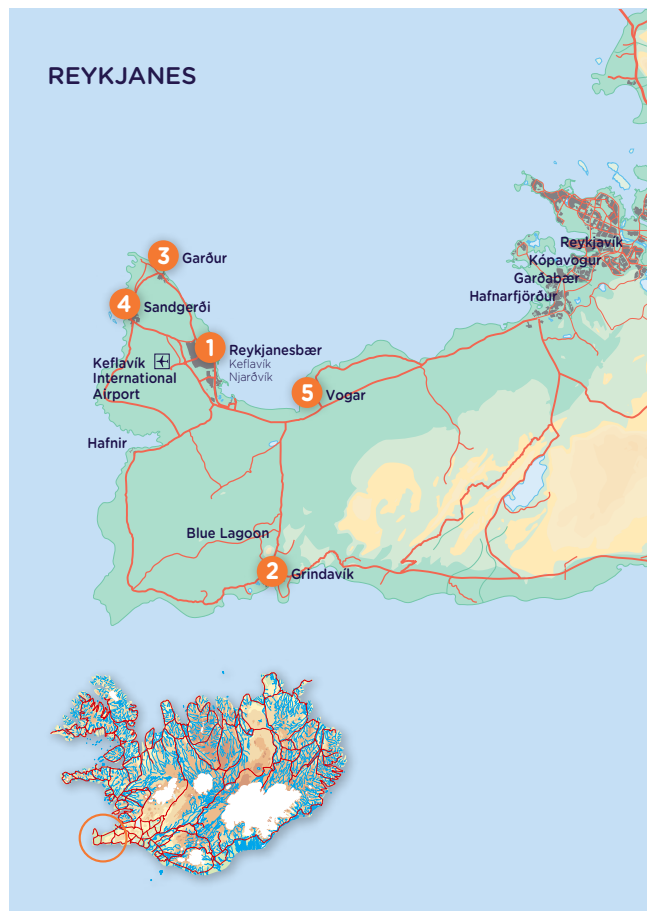 REYKJANES
Reykjavík
Kópavogur
Garðabær
Hafnarfjörður
3 Garður
4 Sandgerði
1 Reykjanesbær
Keflavík
Njarðvík
Keflavík
International
Airport
5 Vogar
Hafnir
Blue Lagoon
2 Grindavík